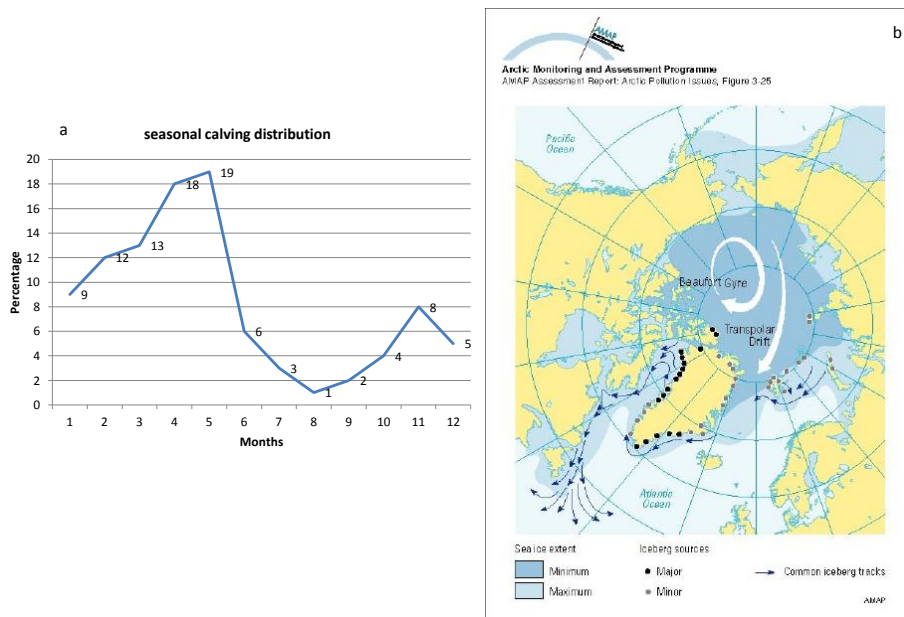 a
seasonal calving distribution
20
18
16
14
12
10
8
6
4
2
0
Percentage
9
12
13
18
19
6
3
1
2
4
8
5
1 2 3 4 5 6 7 8 9 10 11 12
Months
b
AMAP
Arctic Monitoring and Assessment Programme
AMAP Assessment Report: Arctic Pollution Issues, Figure 3-25
Pacific
Ocean
Beaufort Gyre
Transpolar
Drift
Atlantic
Ocean
Sea ice extent
Minimum
Maximum
Iceberg sources
Major
Minor
Common iceberg tracks
AMAP